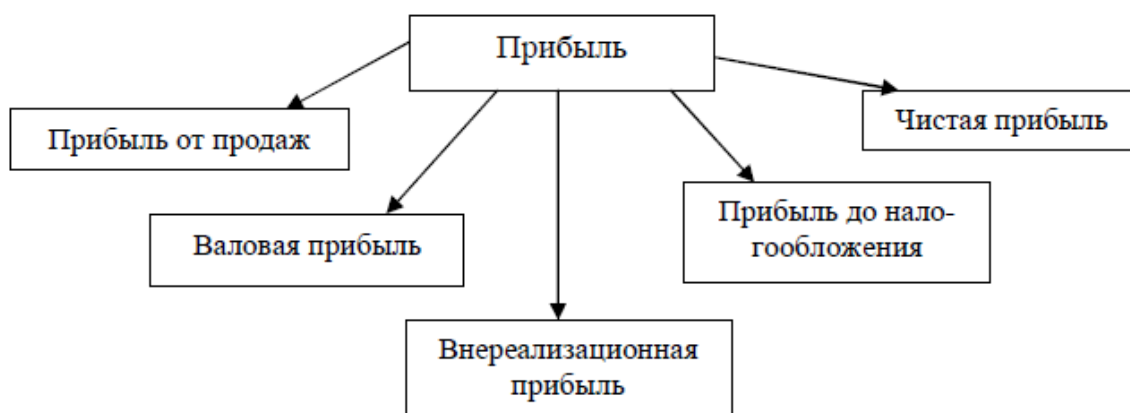 Прибыль
Прибыль от продаж
Чистая прибыль
Валовая прибыль
Прибыль до нало-
гообложения
Внереализационная
прибыль